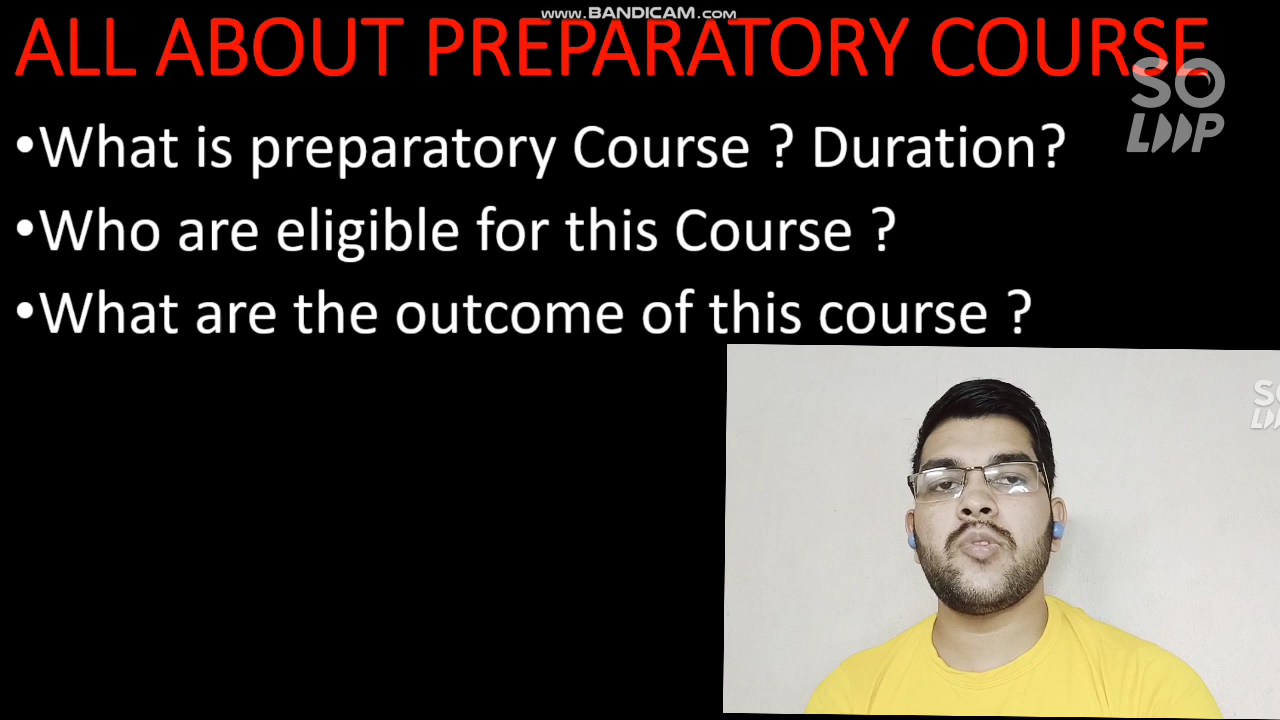 www.BANDICAM.com
ALL ABOUT PREPARATORY COURSE
SO
LOOP
•What is preparatory Course ? Duration?
•Who are eligible for this Course ?
•What are the outcome of this course ?